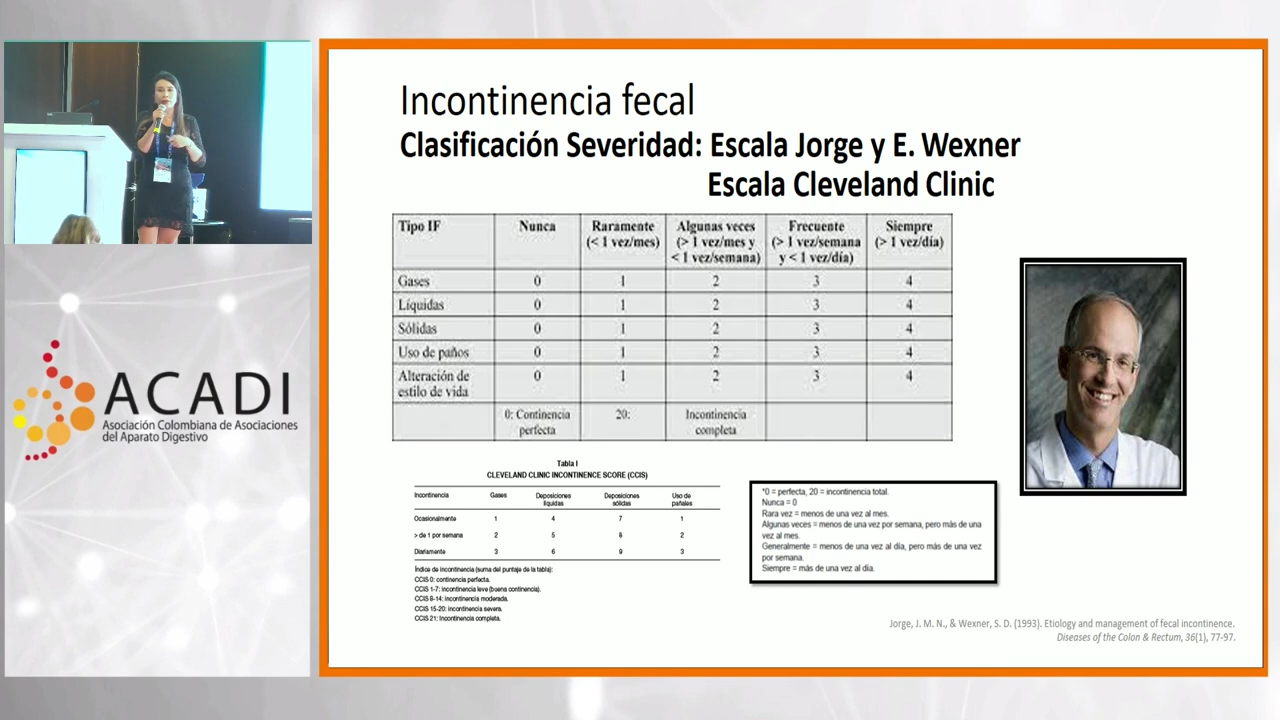 Incontinencia fecal
Clasificación Severidad: Escala Jorge y E. Wexner
Escala Cleveland Clinic
Tipo IF Nunca Raramente (< 1 vez/mes) Algunas veces (> 1 vez/mes y < 1 vez/semana) Frecuente (> 1 vez/semana y < 1 vez/día) Siempre (> 1 vez/día)
Gases 0 1 2 3 4
Líquidas 0 1 2 3 4
Sólidas 0 1 2 3 4
Uso de paños 0 1 2 3 4
Alteración de estilo de vida 0 1 2 3 4
0: Continencia perfecta 20: Incontinencia completa
Tabla I
CLEVELAND CLINIC INCONTINENCE SCORE (CCIS)
Incontinencia Gases Deposiciones líquidas Deposiciones sólidas Uso de pañales
Ocasionalmente 1 4 7 1
> de 1 por semana 2 5 8 2
Diariamente 3 6 9 3
Índice de incontinencia (suma del puntaje de la tabla):
CCIS 0: continencia perfecta.
CCIS 1-7: incontinencia leve (buena continencia).
CCIS 8-14: incontinencia moderada.
CCIS 15-20: incontinencia severa.
CCIS 21: Incontinencia completa.
*0 = perfecta, 20 = incontinencia total.
Nunca = 0
Rara vez = menos de una vez al mes.
Algunas veces = menos de una vez por semana, pero más de una
vez al mes.
Generalmente = menos de una vez al día, pero más de una vez
por semana.
Siempre = más de una vez al día.
Jorge, J. M. N., & Wexner, S. D. (1993). Etiology and management of fecal incontinence.
Diseases of the Colon & Rectum, 36(1), 77-97.
ACADI
Asociación Colombiana de Asociaciones
del Aparato Digestivo